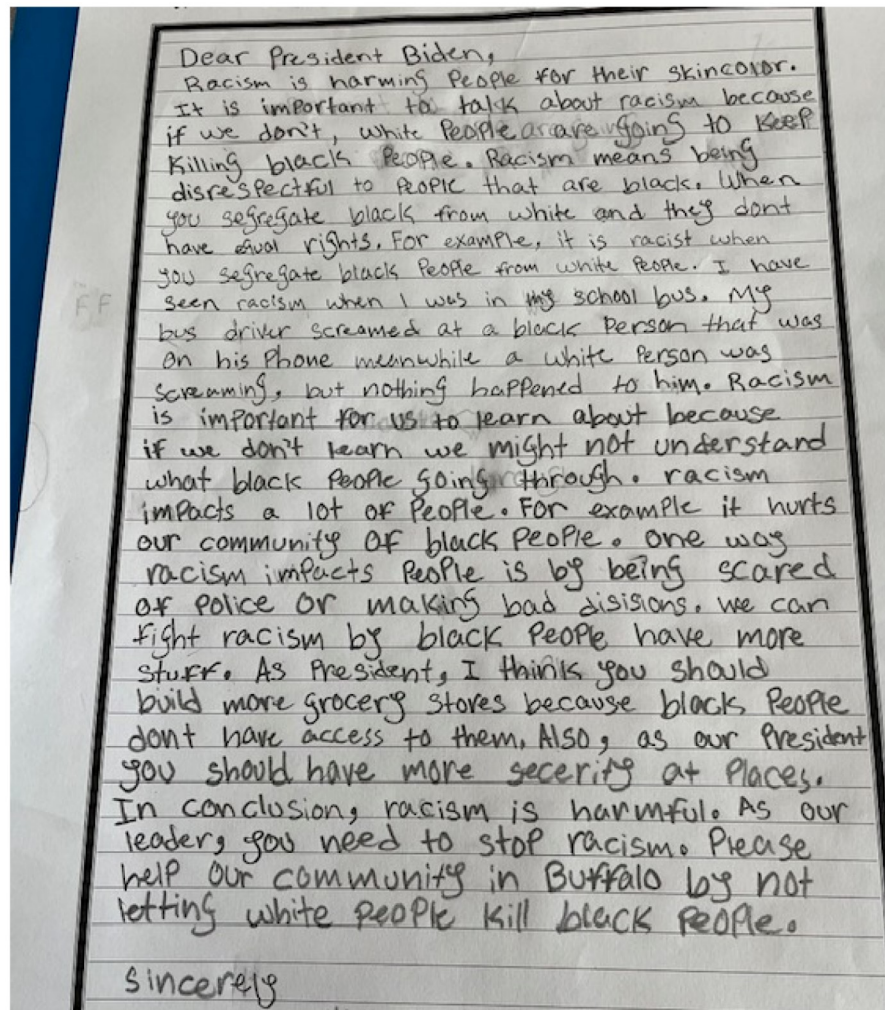 Dear President Biden,
Racism is harming People for their skincolor.
It is important to talk about racism because
if we don't, white People are going to keep
killing black People. Racism means being
disrespectful to People that are black. When
you segregate black from white and they dont
have equal rights. For example, it is racist when
you segregate black People from white People. I have
seen racism when I was in my school bus. My
bus driver screamed at a black Person that was
on his Phone meanwhile a white Person was
screaming, but nothing happened to him. Racism
is important for us to learn about because
if we don't learn we might not understand
what black People going through. racism
impacts a lot of People. For example it hurts
our community of black People. one way
racism impacts People is by being scared
of Police or making bad disisions. we can
fight racism by black People have more
stuff. As President, I think you should
build more grocery stores because black People
dont have access to them. Also, as our President
you should have more secerity at Places.
In conclusion, racism is harmful. As our
leader, you need to stop racism. Please
help our community in Buffalo by not
letting white People kill black People.
Sincerely